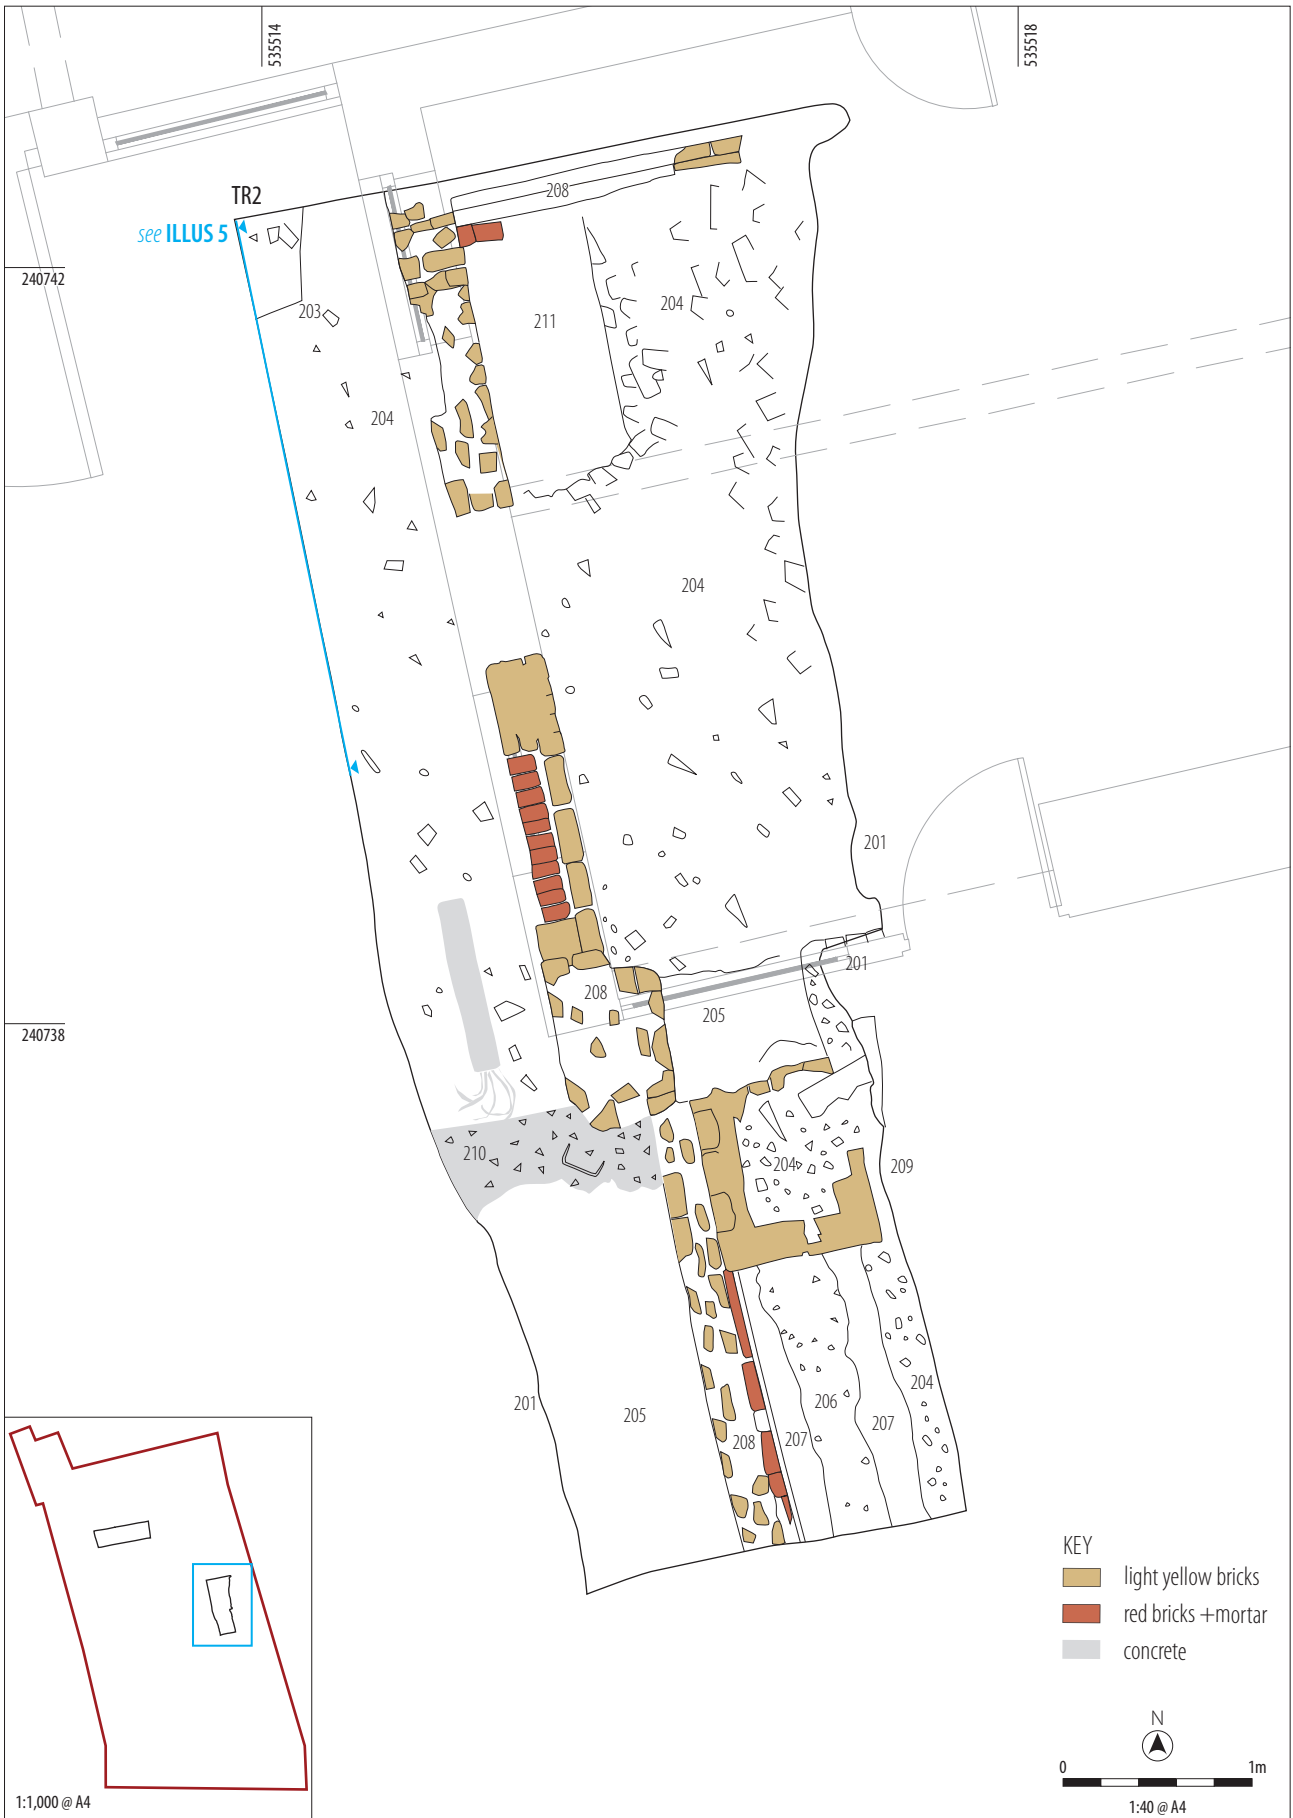 535514
535518
TR2
see ILLUS 5
208
240742
203
204
211
204
204
201
201
208
205
240738
210
204
209
201
205
208
207
206
207
204
KEY
light yellow bricks
red bricks +mortar
concrete
N
0 1m
1:40 @ A4
1:1,000 @ A4